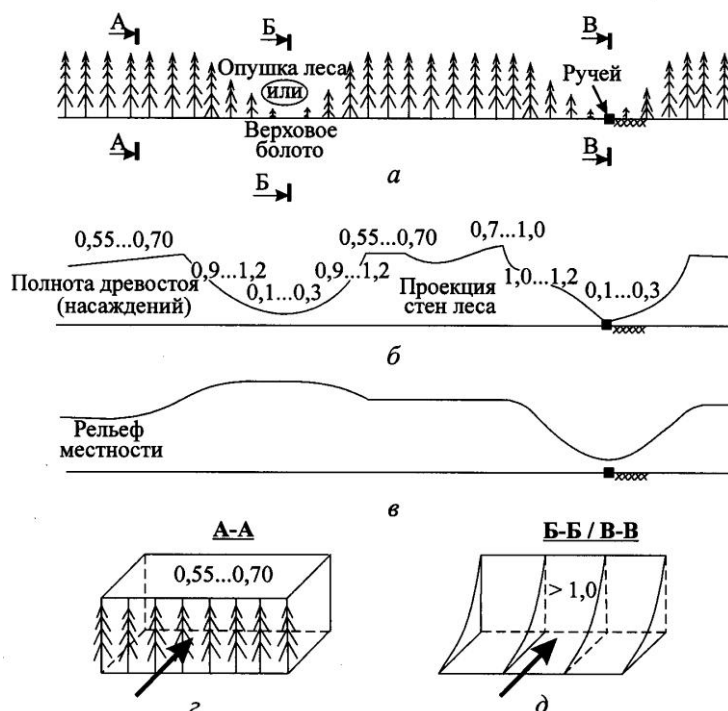 А Б В
Опушка леса
или
Верховое
болото
Ручей
А Б В
а
0,55...0,70 0,55...0,70 0,7...1,0
Полнота древостоя
(насаждений)
0,9...1,2 0,1...0,3 0,9...1,2
Проекция
стен леса
1,0...1,2 0,1...0,3
б
Рельеф
местности
в
А-А Б-Б / В-В
0,55...0,70 > 1,0
г д